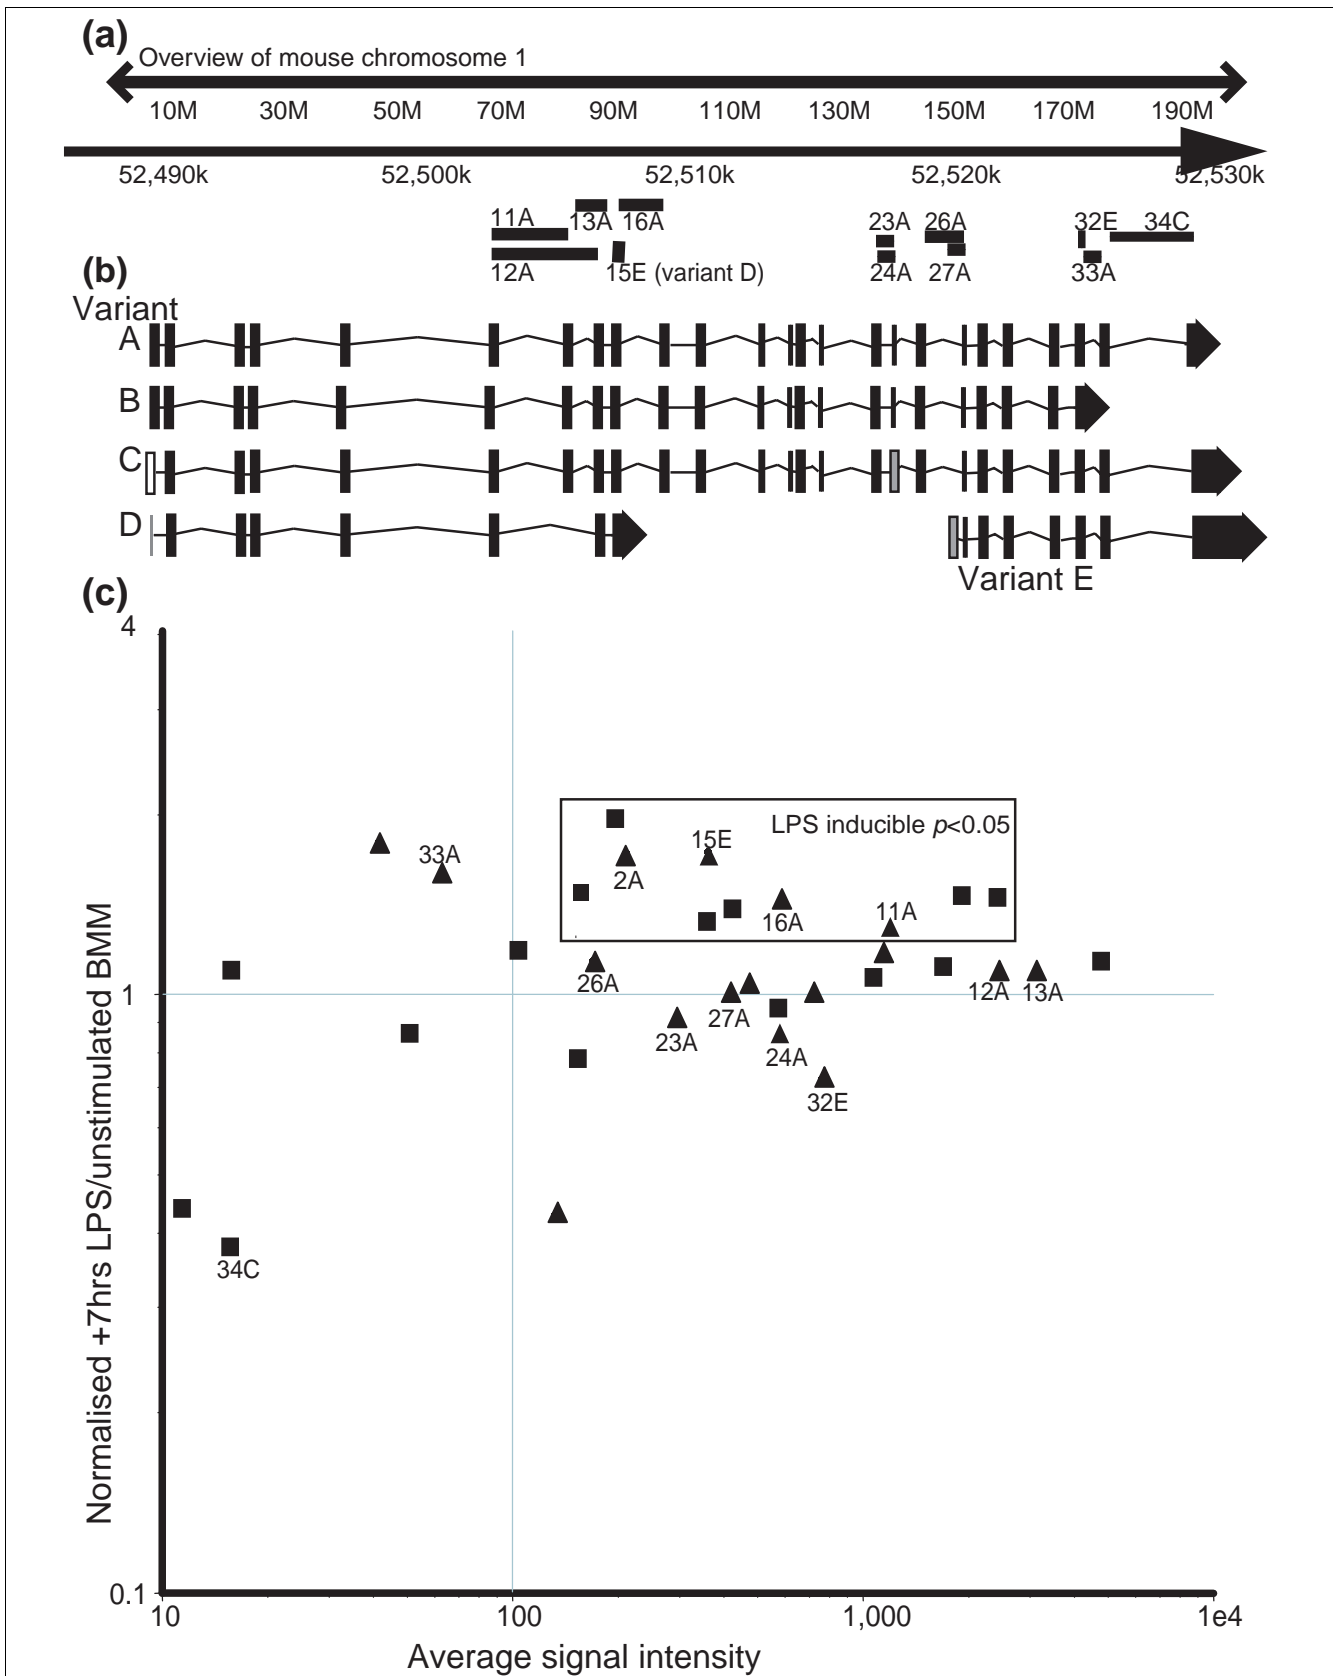 (a)
Overview of mouse chromosome 1
10M 30M 50M 70M 90M 110M 130M 150M 170M 190M
52,490k 52,500k 52,510k 52,520k 52,530k
11A 13A 16A 23A 26A 32E 34C
12A 15E (variant D) 24A 27A 33A
(b)
Variant
A
B
C
D
Variant E
(c)
4
LPS inducible p<0.05
15E
33A
2A
16A
11A
26A
12A 13A
1
27A
23A
24A
32E
34C
Normalised +7hrs LPS/unstimulated BMM
0.1
10 100 1,000 1e4
Average signal intensity